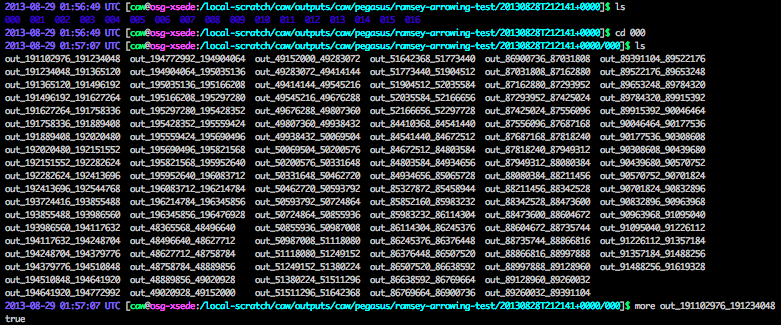 2013-08-29 01:56:49 UTC [caw@osg-xsede:/local-scratch/caw/outputs/caw/pegasus/ramsey-arrowing-test/20130828T212141+0000]$ ls
000 001 002 003 004 005 006 007 008 009 010 011 012 013 014 015 016
2013-08-29 01:56:49 UTC [caw@osg-xsede:/local-scratch/caw/outputs/caw/pegasus/ramsey-arrowing-test/20130828T212141+0000]$ cd 000
2013-08-29 01:57:07 UTC [caw@osg-xsede:/local-scratch/caw/outputs/caw/pegasus/ramsey-arrowing-test/20130828T212141+0000/000]$ ls
out_191102976_191234048 out_194772992_194904064 out_49152000_49283072 out_51642368_51773440 out_86900736_87031808 out_89391104_89522176
out_191234048_191365120 out_194904064_195035136 out_49283072_49414144 out_51773440_51904512 out_87031808_87162880 out_89522176_89653248
out_191365120_191496192 out_195035136_195166208 out_49414144_49545216 out_51904512_52035584 out_87162880_87293952 out_89653248_89784320
out_191496192_191627264 out_195166208_195297280 out_49545216_49676288 out_52035584_52166656 out_87293952_87425024 out_89784320_89915392
out_191627264_191758336 out_195297280_195428352 out_49676288_49807360 out_52166656_52297728 out_87425024_87556096 out_89915392_90046464
out_191758336_191889408 out_195428352_195559424 out_49807360_49938432 out_84410368_84541440 out_87556096_87687168 out_90046464_90177536
out_191889408_192020480 out_195559424_195690496 out_49938432_50069504 out_84541440_84672512 out_87687168_87818240 out_90177536_90308608
out_192020480_192151552 out_195690496_195821568 out_50069504_50200576 out_84672512_84803584 out_87818240_87949312 out_90308608_90439680
out_192151552_192282624 out_195821568_195952640 out_50200576_50331648 out_84803584_84934656 out_87949312_88080384 out_90439680_90570752
out_192282624_192413696 out_195952640_196083712 out_50331648_50462720 out_84934656_85065728 out_88080384_88211456 out_90570752_90701824
out_192413696_192544768 out_196083712_196214784 out_50462720_50593792 out_85327872_85458944 out_88211456_88342528 out_90701824_90832896
out_193724416_193855488 out_196214784_196345856 out_50593792_50724864 out_85852160_85983232 out_88342528_88473600 out_90832896_90963968
out_193855488_193986560 out_196345856_196476928 out_50724864_50855936 out_85983232_86114304 out_88473600_88604672 out_90963968_91095040
out_193986560_194117632 out_48365568_48496640 out_50855936_50987008 out_86114304_86245376 out_88604672_88735744 out_91095040_91226112
out_194117632_194248704 out_48496640_48627712 out_50987008_51118080 out_86245376_86376448 out_88735744_88866816 out_91226112_91357184
out_194248704_194379776 out_48627712_48758784 out_51118080_51249152 out_86376448_86507520 out_88866816_88997888 out_91357184_91488256
out_194379776_194510848 out_48758784_48889856 out_51249152_51380224 out_86507520_86638592 out_88997888_89128960 out_91488256_91619328
out_194510848_194641920 out_48889856_49020928 out_51380224_51511296 out_86638592_86769664 out_89128960_89260032
out_194641920_194772992 out_49020928_49152000 out_51511296_51642368 out_86769664_86900736 out_89260032_89391104
2013-08-29 01:57:07 UTC [caw@osg-xsede:/local-scratch/caw/outputs/caw/pegasus/ramsey-arrowing-test/20130828T212141+0000/000]$ more out_191102976_191234048
true